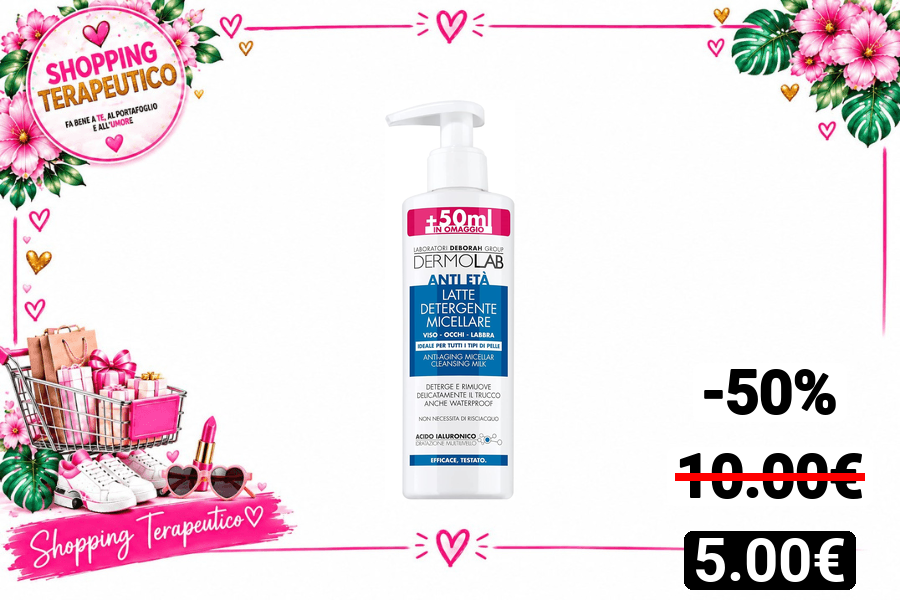 SHOPPING
TERAPEUTICO
FA BENE A TE, AL PORTAFOGLIO
E ALL'UMORE
+50ml
IN OMAGGIO
LABORATORI DEBORAH GROUP
DERMOLAB
ANTI ETÀ
LATTE
DETERGENTE
MICELLARE
VISO - OCCHI - LABBRA
IDEALE PER TUTTI I TIPI DI PELLE
ANTI-AGING MICELLAR
CLEANSING MILK
DETERGE E RIMUOVE
DELICATAMENTE IL TRUCCO
ANCHE WATERPROOF
NON NECESSITA DI RISCIACQUO
ACIDO IALURONICO
IDRATAZIONE MULTILIVELLO
EFFICACE, TESTATO.
-50%
10.00€
5.00€
Shopping Terapeutico